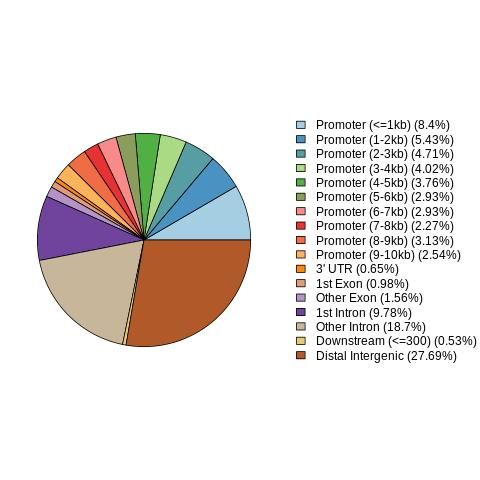 Promoter (<=1kb) (8.4%)
Promoter (1-2kb) (5.43%)
Promoter (2-3kb) (4.71%)
Promoter (3-4kb) (4.02%)
Promoter (4-5kb) (3.76%)
Promoter (5-6kb) (2.93%)
Promoter (6-7kb) (2.93%)
Promoter (7-8kb) (2.27%)
Promoter (8-9kb) (3.13%)
Promoter (9-10kb) (2.54%)
3' UTR (0.65%)
1st Exon (0.98%)
Other Exon (1.56%)
1st Intron (9.78%)
Other Intron (18.7%)
Downstream (<=300) (0.53%)
Distal Intergenic (27.69%)